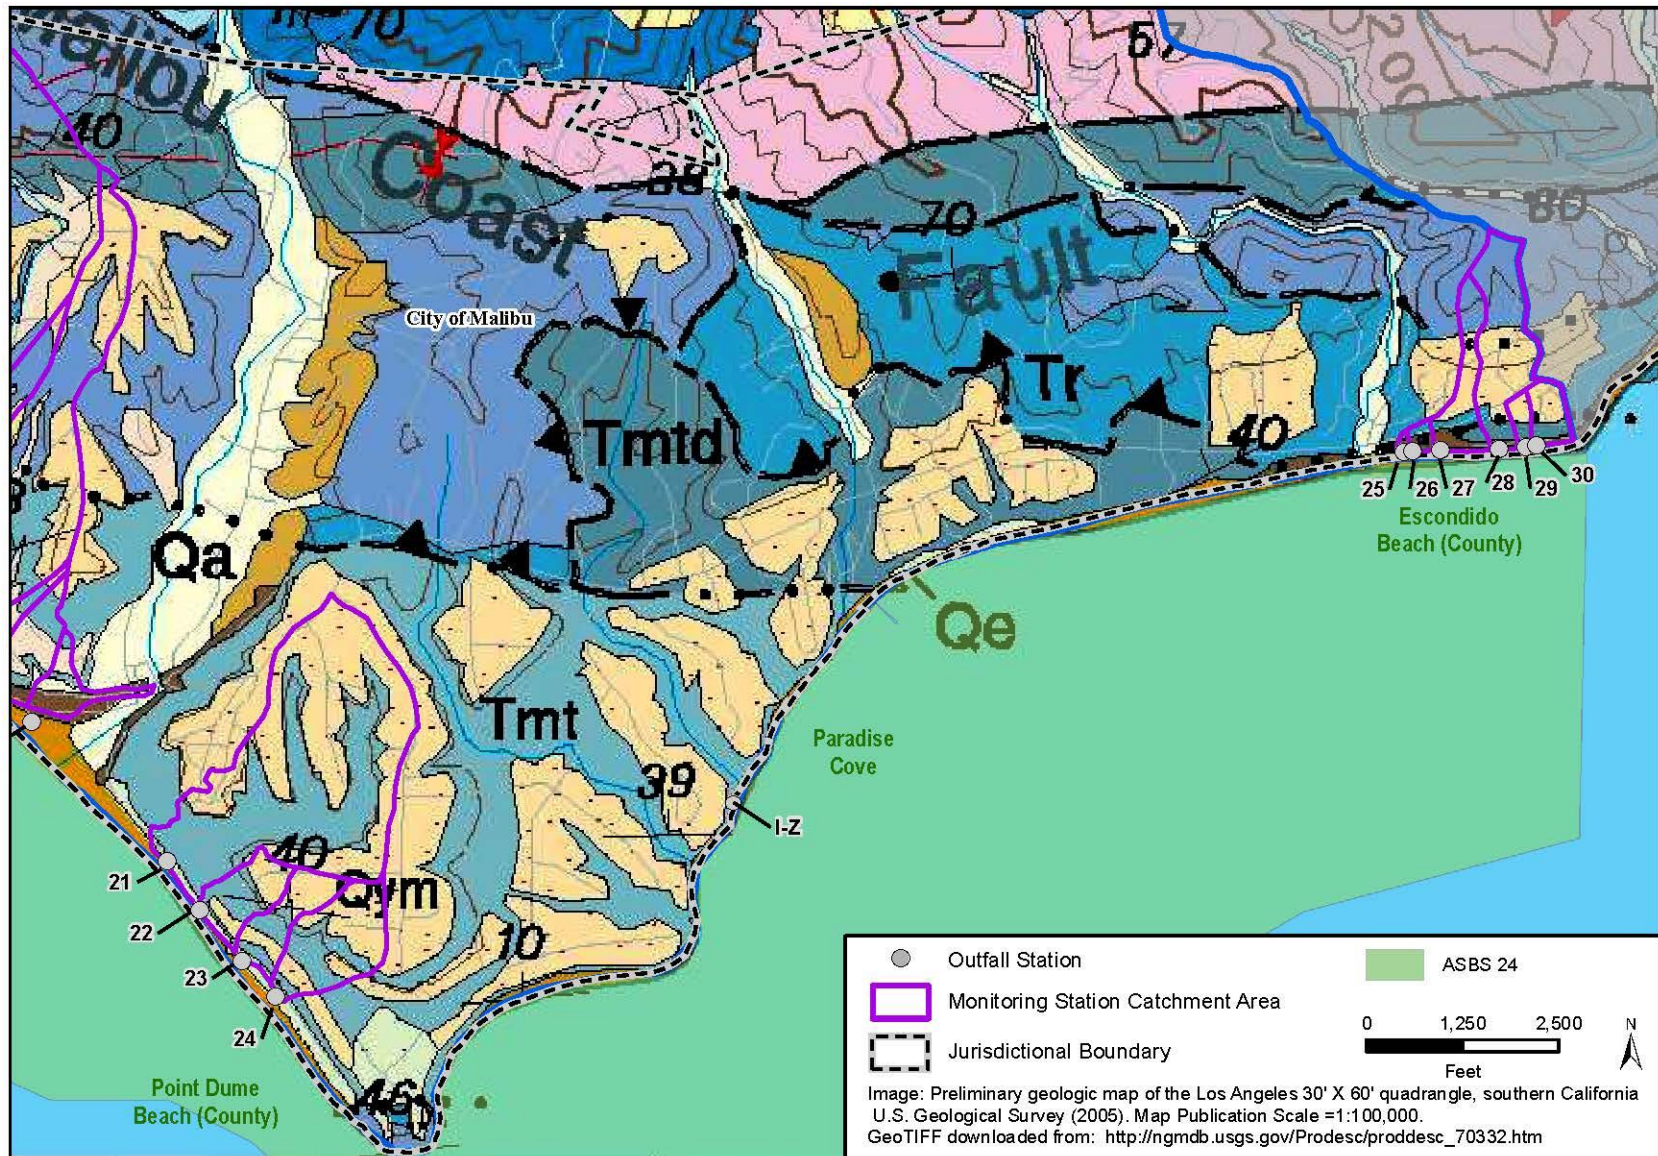 70
57
200
Malibu
40
Coast
38
70
80
Fault
City of Malibu
Tr
Tmtd
40
25
26
27
28
29
30
Escondido
Beach (County)
Qa
Qe
Tmt
Paradise
Cove
39
I-Z
40
21
Qym
22
10
23
24
Point Dume
Beach (County)
46
Outfall Station
Monitoring Station Catchment Area
Jurisdictional Boundary
ASBS 24
0 1,250 2,500
Feet
N
Image: Preliminary geologic map of the Los Angeles 30' X 60' quadrangle, southern California
U.S. Geological Survey (2005). Map Publication Scale =1:100,000.
GeoTIFF downloaded from: http://ngmdb.usgs.gov/Prodesc/proddesc_70332.htm